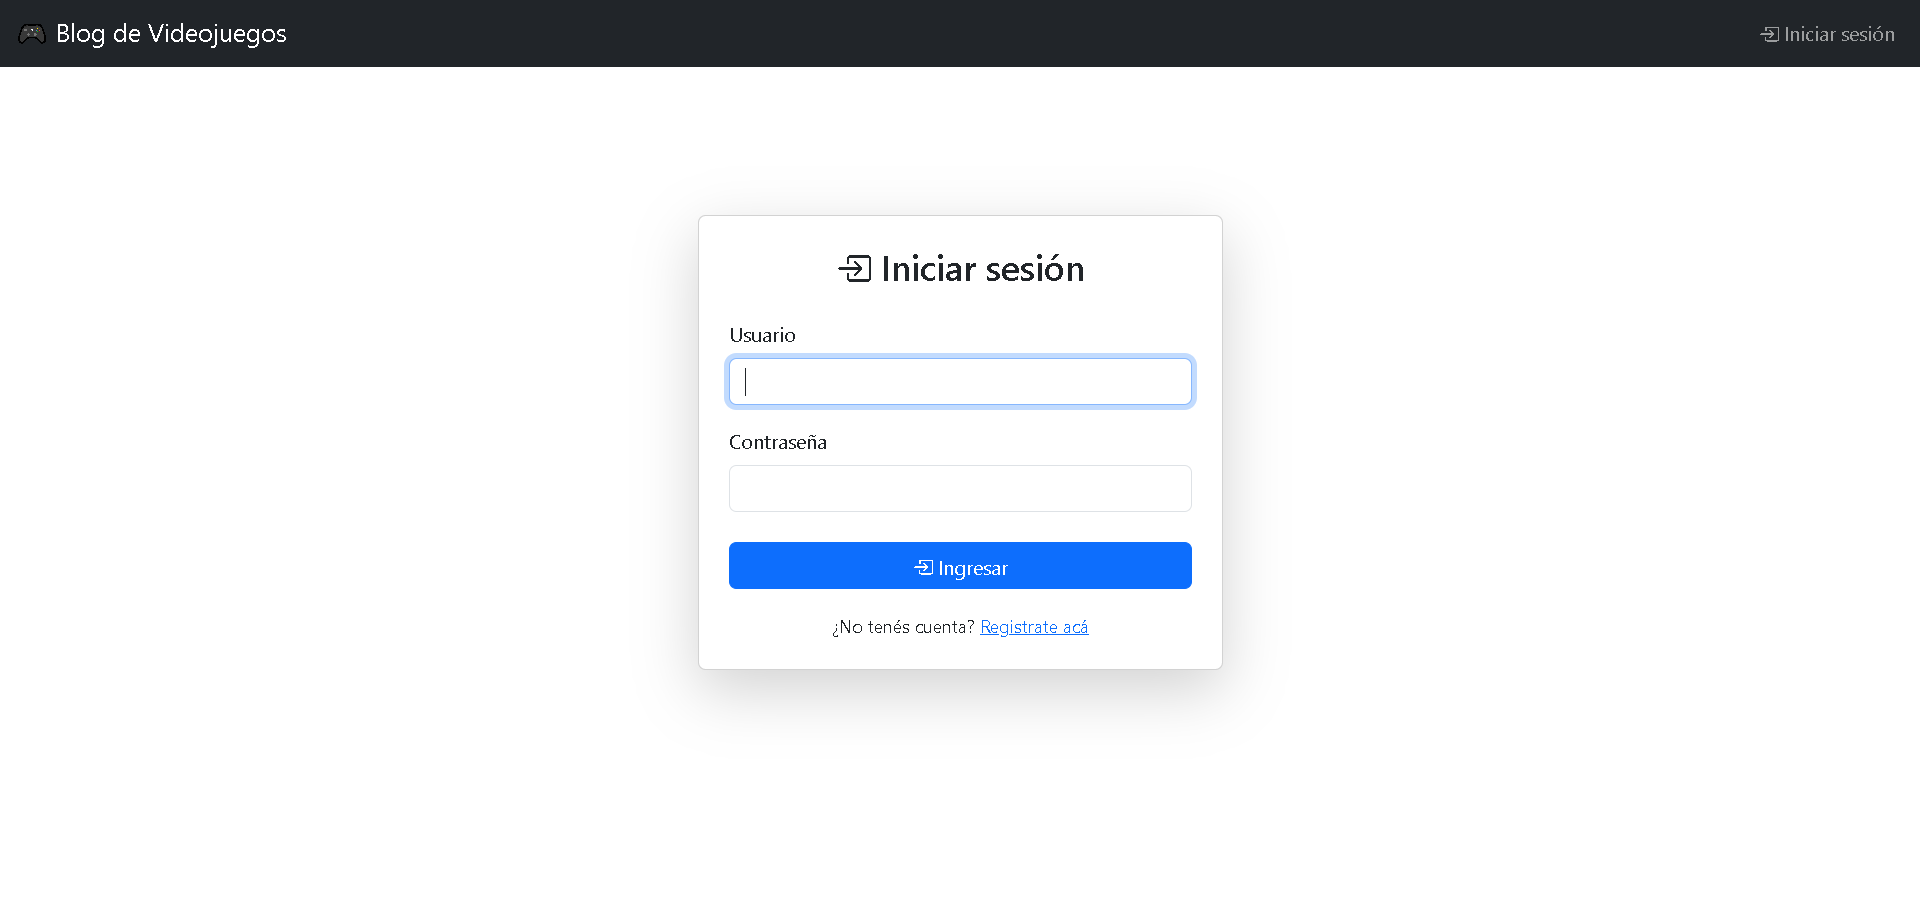 🎮 Blog de Videojuegos
Iniciar sesión
Iniciar sesión
Usuario
Contraseña
Ingresar
¿No tenés cuenta? Registrate acá